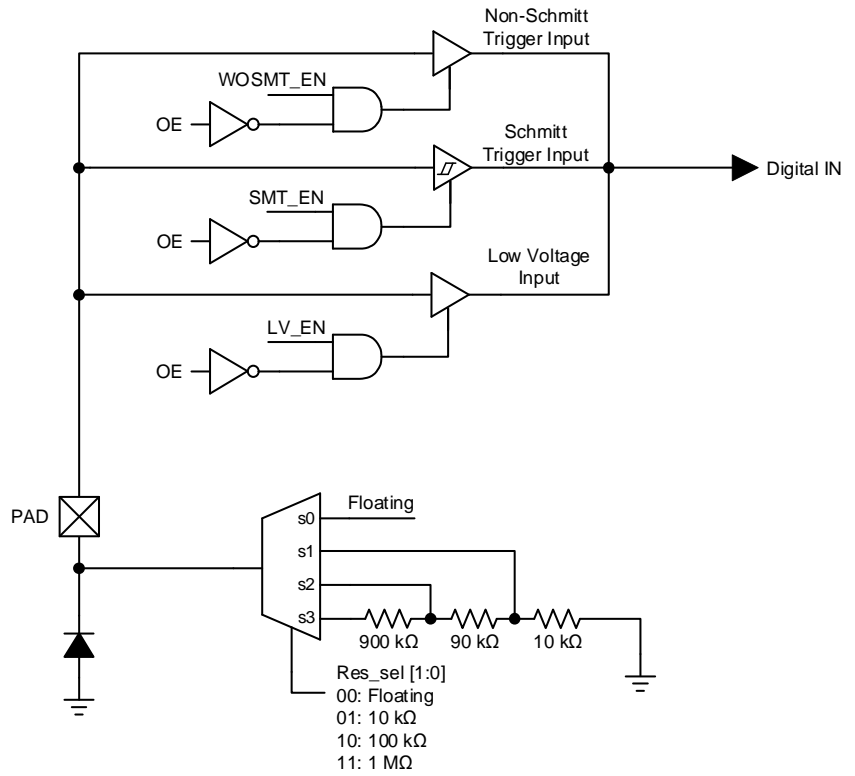 Non-Schmitt
Trigger Input
WOSMT_EN
OE
Schmitt
Trigger Input
Digital IN
SMT_EN
OE
Low Voltage
Input
LV_EN
OE
PAD
Floating
s0
s1
s2
s3
900 kΩ
90 kΩ
10 kΩ
Res_sel [1:0]
00: Floating
01: 10 kΩ
10: 100 kΩ
11: 1 MΩ